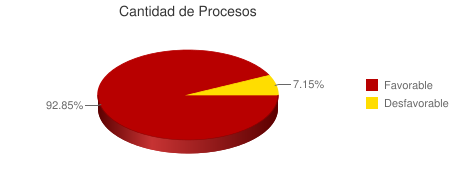 Cantidad de Procesos
7.15%
92.85%
Favorable
Desfavorable